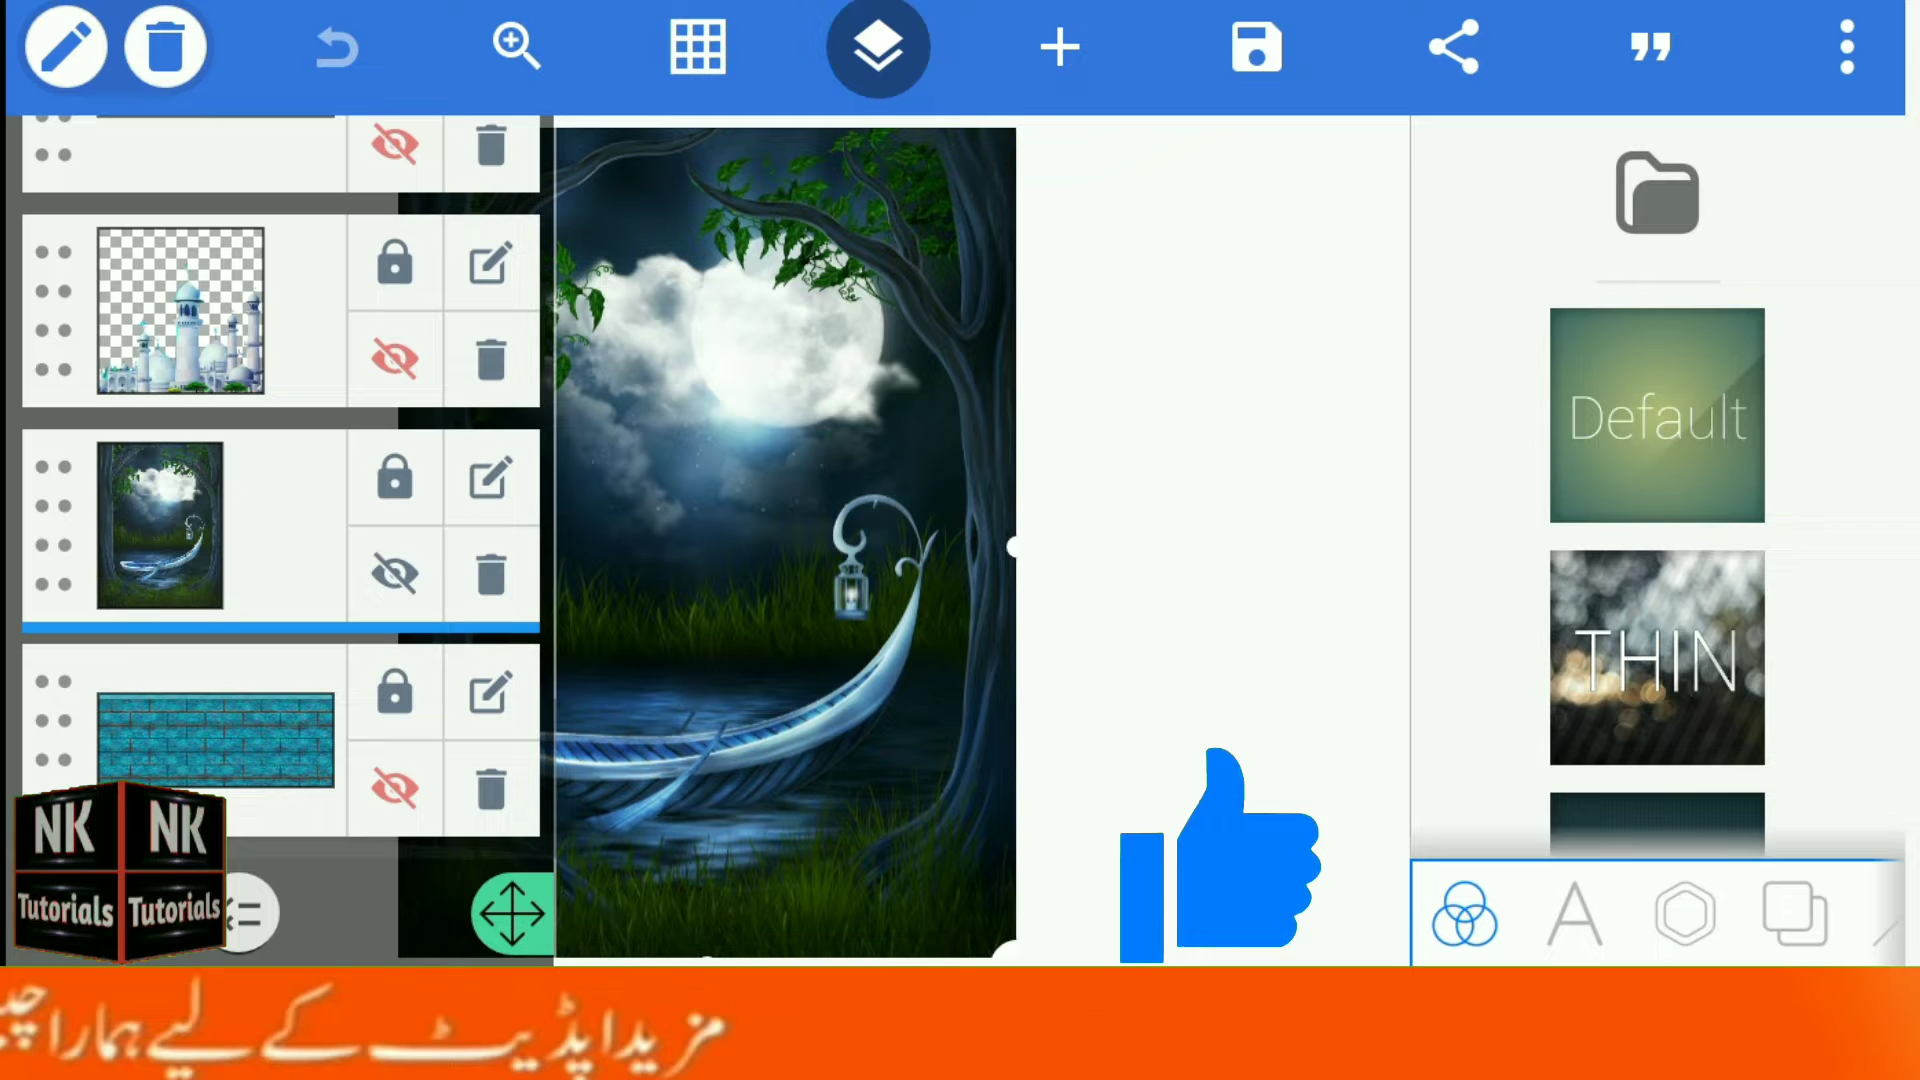 Default
THIN
NK NK
Tutorials Tutorials
مزید اپڈیٹ کے لیے ہمارا